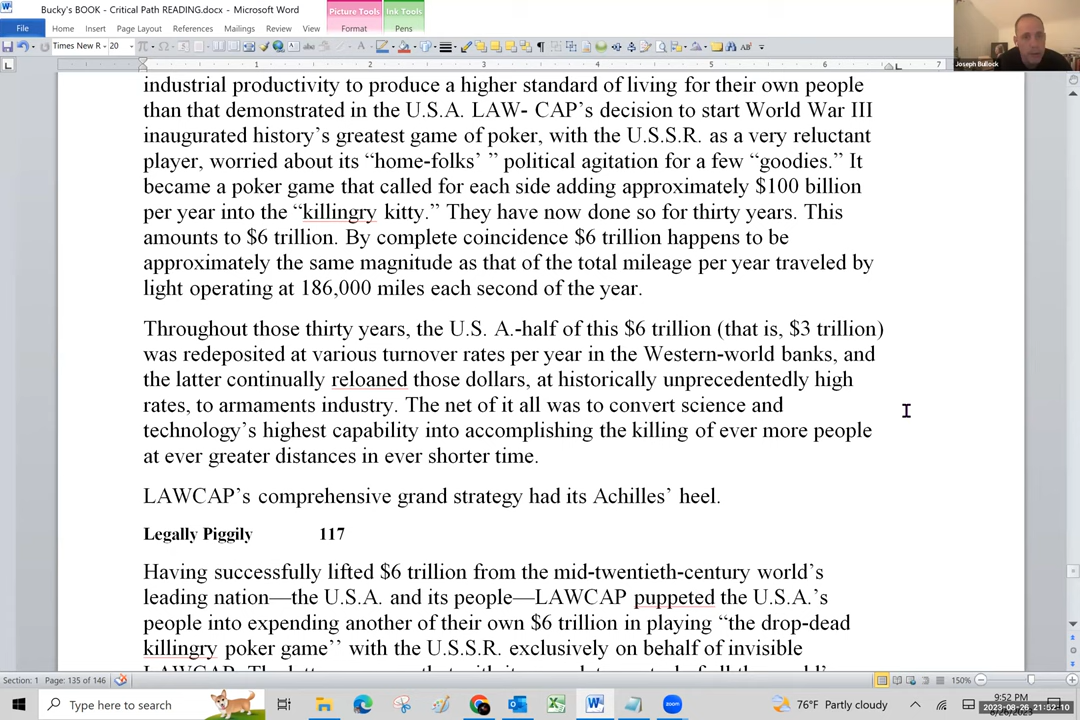 Bucky's BOOK - Critical Path READING.docx - Microsoft Word
Picture Tools
Ink Tools
File Home Insert Page Layout References Mailings Review View Format Pens
Times New R 20
Joseph Bullock
1 2 3 4 5 6 7
industrial productivity to produce a higher standard of living for their own people
than that demonstrated in the U.S.A. LAW- CAP’s decision to start World War III
inaugurated history’s greatest game of poker, with the U.S.S.R. as a very reluctant
player, worried about its “home-folks’ ” political agitation for a few “goodies.” It
became a poker game that called for each side adding approximately $100 billion
per year into the “killingry kitty.” They have now done so for thirty years. This
amounts to $6 trillion. By complete coincidence $6 trillion happens to be
approximately the same magnitude as that of the total mileage per year traveled by
light operating at 186,000 miles each second of the year.
Throughout those thirty years, the U.S. A.-half of this $6 trillion (that is, $3 trillion)
was redeposited at various turnover rates per year in the Western-world banks, and
the latter continually reloaned those dollars, at historically unprecedentedly high
rates, to armaments industry. The net of it all was to convert science and
technology’s highest capability into accomplishing the killing of ever more people
at ever greater distances in ever shorter time.
LAWCAP’s comprehensive grand strategy had its Achilles’ heel.
Legally Piggily 117
Having successfully lifted $6 trillion from the mid-twentieth-century world’s
leading nation—the U.S.A. and its people—LAWCAP puppeted the U.S.A.’s
people into expending another of their own $6 trillion in playing “the drop-dead
killingry poker game’’ with the U.S.S.R. exclusively on behalf of invisible
Section: 1 Page: 135 of 146 150%
Type here to search 76°F Partly cloudy 9:52 PM
2023-08-26 21:52:10